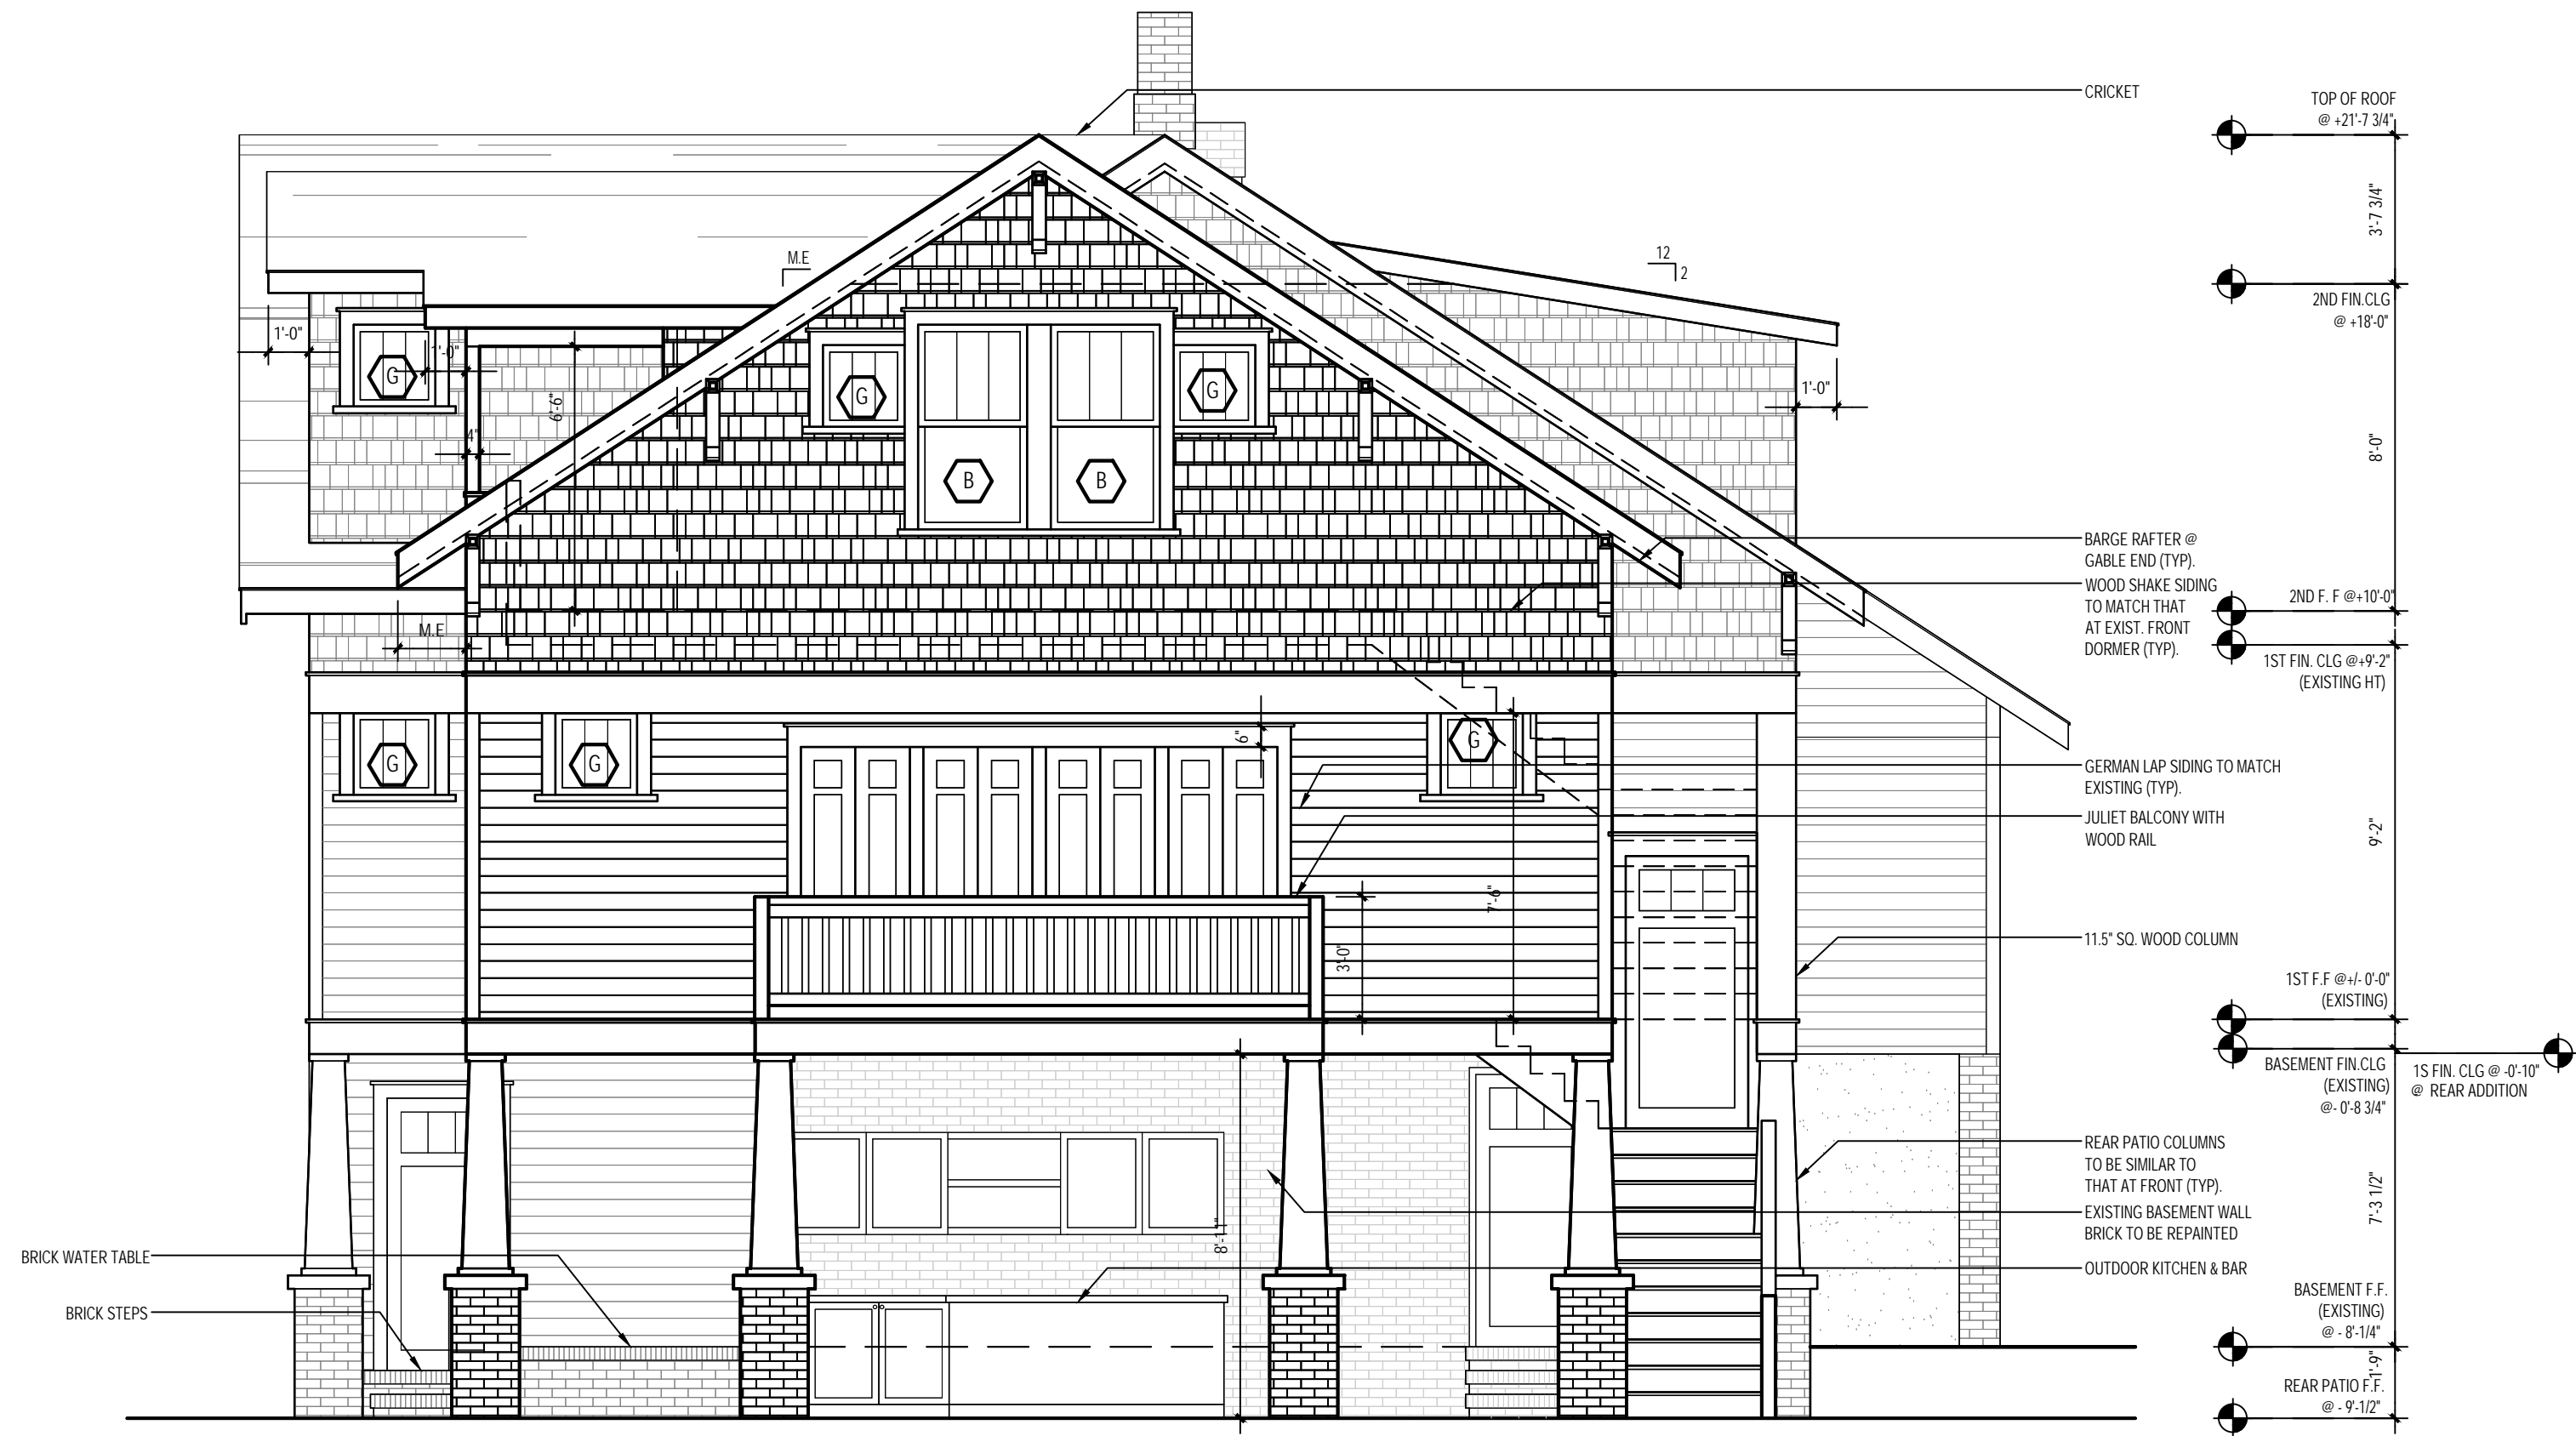 CRICKET
TOP OF ROOF
@ +21'-7 3/4"
3'-7 3/4"
M.E
12
2
2ND FIN.CLG
@ +18'-0"
1'-0"
1'-0"
G
G
G
1'-0"
6'-6"
4"
8'-0"
B
B
BARGE RAFTER @
GABLE END (TYP).
WOOD SHAKE SIDING
TO MATCH THAT
AT EXIST. FRONT
DORMER (TYP).
2ND F. F @+10'-0"
M.E
1ST FIN. CLG @+9'-2"
(EXISTING HT)
6"
G
G
G
GERMAN LAP SIDING TO MATCH
EXISTING (TYP).
JULIET BALCONY WITH
WOOD RAIL
9'-2"
7'-6"
3'-0"
11.5" SQ. WOOD COLUMN
1ST F.F @+/- 0'-0"
(EXISTING)
BASEMENT FIN.CLG
(EXISTING)
@- 0'-8 3/4"
1S FIN. CLG @ -0'-10"
@ REAR ADDITION
REAR PATIO COLUMNS
TO BE SIMILAR TO
THAT AT FRONT (TYP).
7'-3 1/2"
EXISTING BASEMENT WALL
BRICK TO BE REPAINTED
8'-11"
BRICK WATER TABLE
OUTDOOR KITCHEN & BAR
BRICK STEPS
BASEMENT F.F.
(EXISTING)
@ - 8'-1/4"
1'-9"
REAR PATIO F.F.
@ - 9'-1/2"